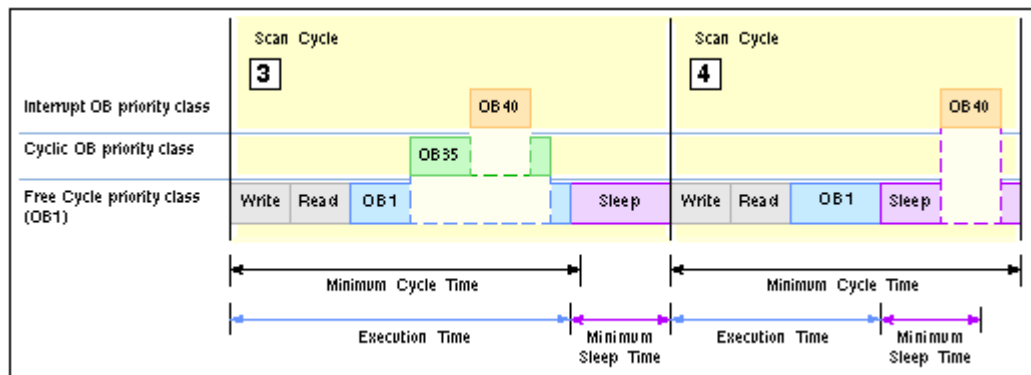 Scan Cycle
Scan Cycle
3
4
Interrupt OB priority class
OB40
OB40
Cyclic OB priority class
OB35
Free Cycle priority class
(OB1)
Write
Read
OB1
Sleep
Write
Read
OB1
Sleep
Minimum Cycle Time
Minimum Cycle Time
Execution Time
Minimum
Sleep Time
Execution Time
Minimum
Sleep Time